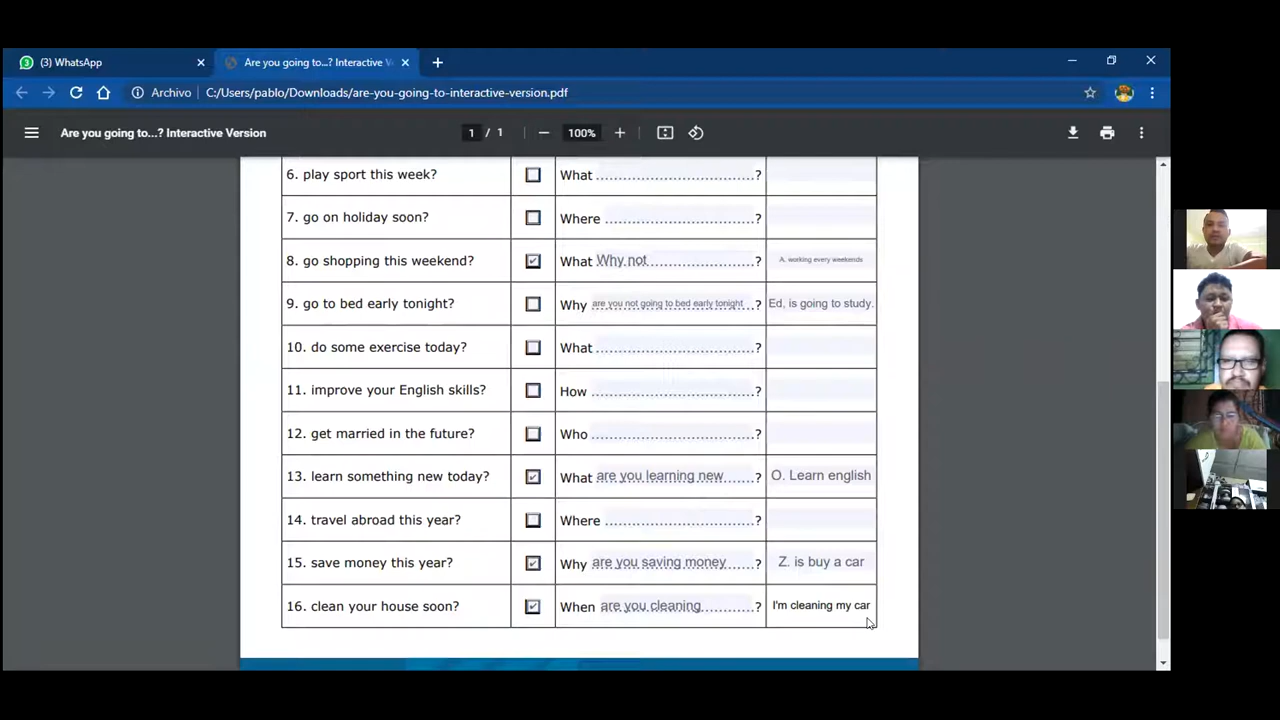 (3) WhatsApp
Are you going to...? Interactive V
Archivo
C:/Users/pablo/Downloads/are-you-going-to-interactive-version.pdf
Are you going to...? Interactive Version
1 / 1
100%
6. play sport this week?
What ....................................... ?
7. go on holiday soon?
Where .................................... ?
8. go shopping this weekend?
What Why not ?
A. working every weekends
9. go to bed early tonight?
Why are you not going to bed early tonight ?
Ed, is going to study.
10. do some exercise today?
What ....................................... ?
11. improve your English skills?
How ....................................... ?
12. get married in the future?
Who ....................................... ?
13. learn something new today?
What are you learning new ?
O. Learn english
14. travel abroad this year?
Where .................................... ?
15. save money this year?
Why are you saving money ?
Z. is buy a car
16. clean your house soon?
When are you cleaning ?
I'm cleaning my car